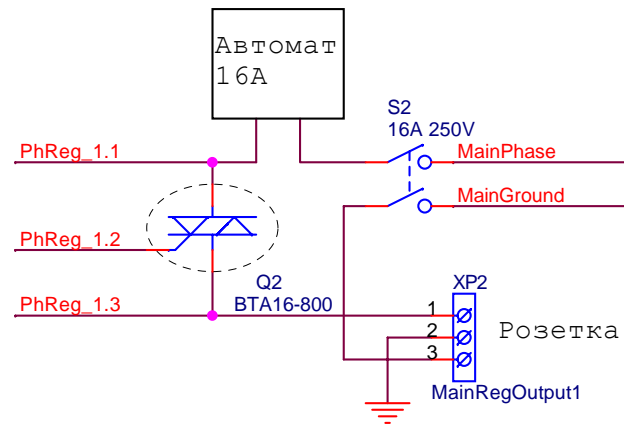 Автомат
16А
S2
16A 250V
PhReg_1.1
MainPhase
MainGround
PhReg_1.2
Q2
BTA16-800
XP2
PhReg_1.3
1
2
3
Розетка
MainRegOutput1